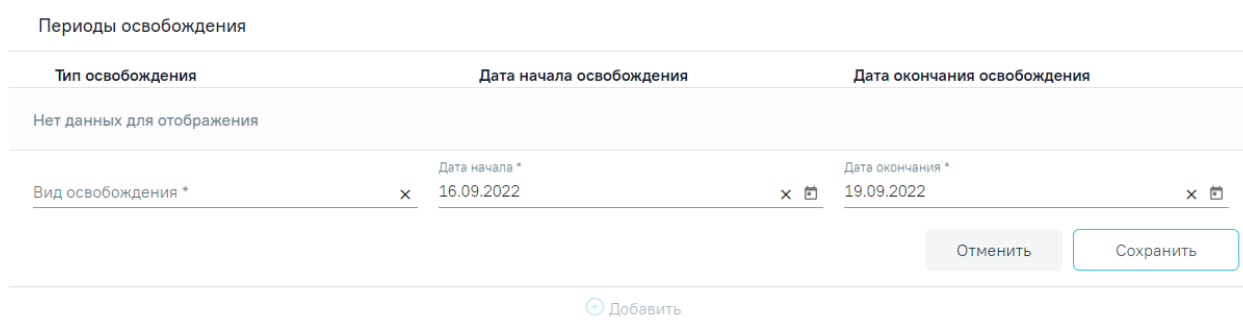 Периоды освобождения
Тип освобождения Дата начала освобождения Дата окончания освобождения
Нет данных для отображения
Дата начала * Дата окончания *
Вид освобождения * 16.09.2022 19.09.2022
Отменить Сохранить
Добавить